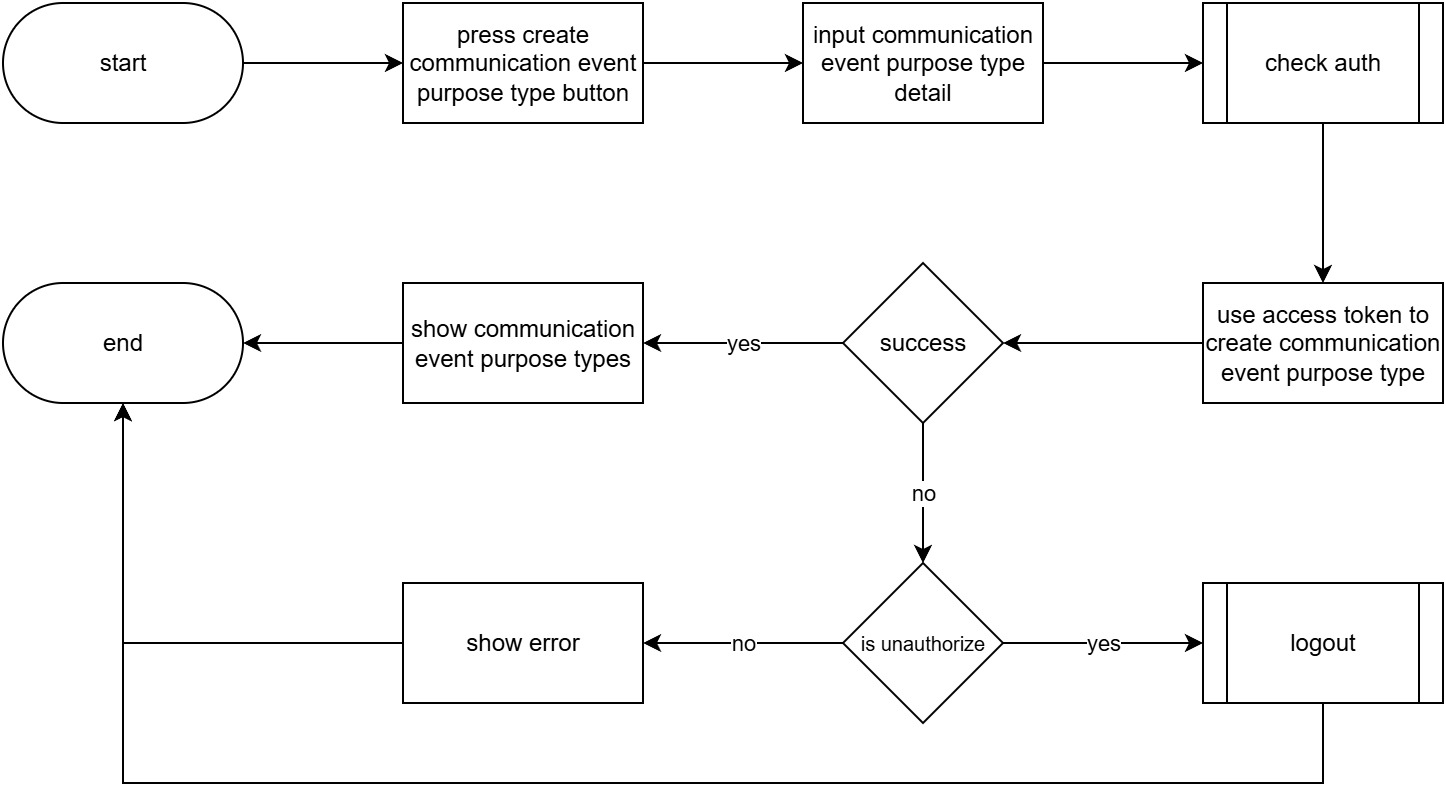 start
press create
communication event
purpose type button
input communication
event purpose type
detail
check auth
end
show communication
event purpose types
yes
success
use access token to
create communication
event purpose type
no
show error
no
is unauthorize
yes
logout